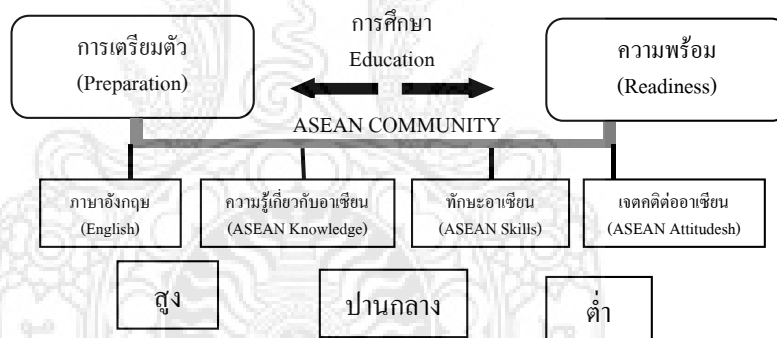 การศึกษา
Education
การเตรียมตัว
(Preparation)
ความพร้อม
(Readiness)
ASEAN COMMUNITY
ภาษาอังกฤษ
(English)
ความรู้เกี่ยวกับอาเซียน
(ASEAN Knowledge)
ทักษะอาเซียน
(ASEAN Skills)
เจตคติต่ออาเซียน
(ASEAN Attitudesh)
สูง
ปานกลาง
ต่ำ